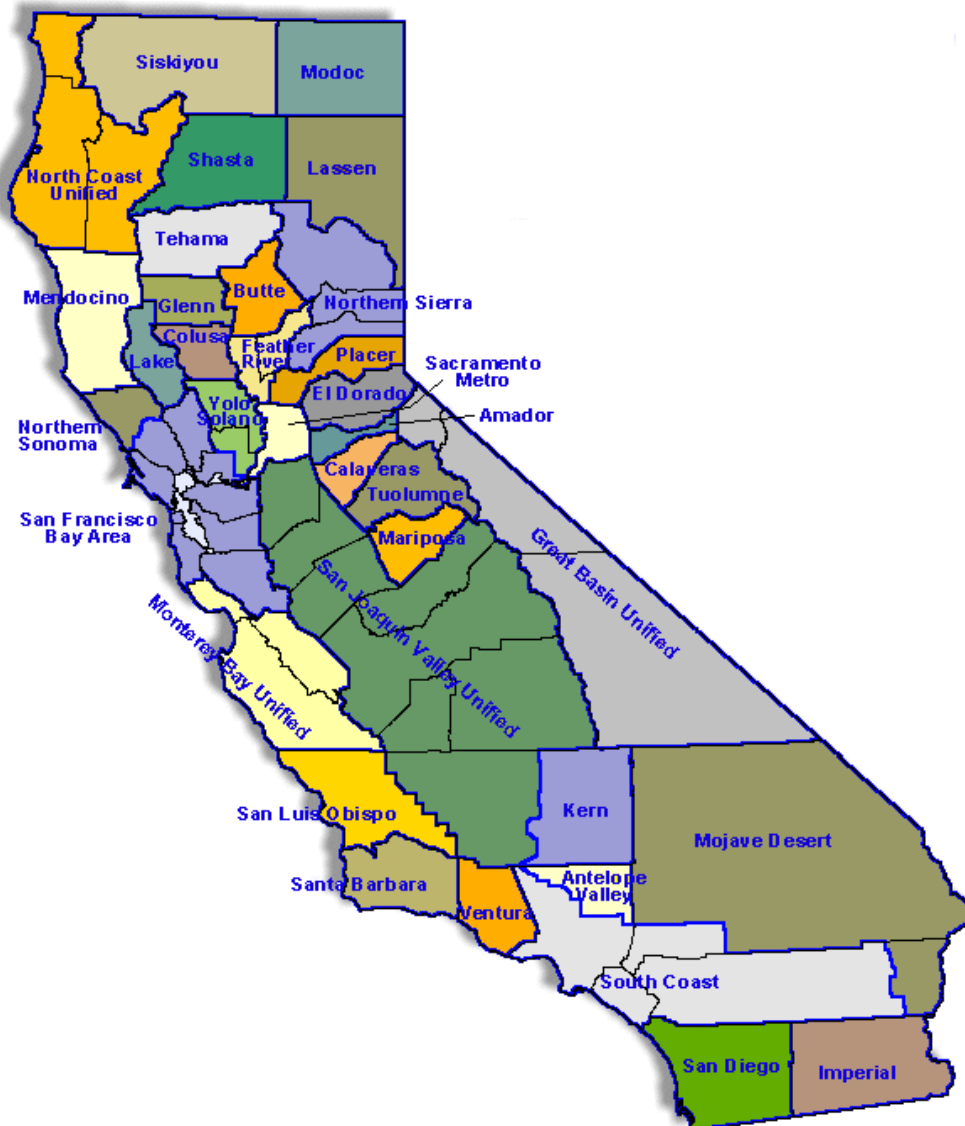 Siskiyou
Modoc
Shasta
Lassen
North Coast
Unified
Tehama
Mendocino
Glenn
Butte
Northern Sierra
Colusa
Feather
River
Lake
Placer
Sacramento
Metro
El Dorado
Yolo
Solano
Amador
Northern
Sonoma
Calaveras
Tuolumne
San Francisco
Bay Area
Mariposa
Great Basin Unified
San Joaquin Valley Unified
Monterey Bay Unified
San Luis Obispo
Kern
Mojave Desert
Santa Barbara
Antelope
Valley
Ventura
South Coast
San Diego
Imperial